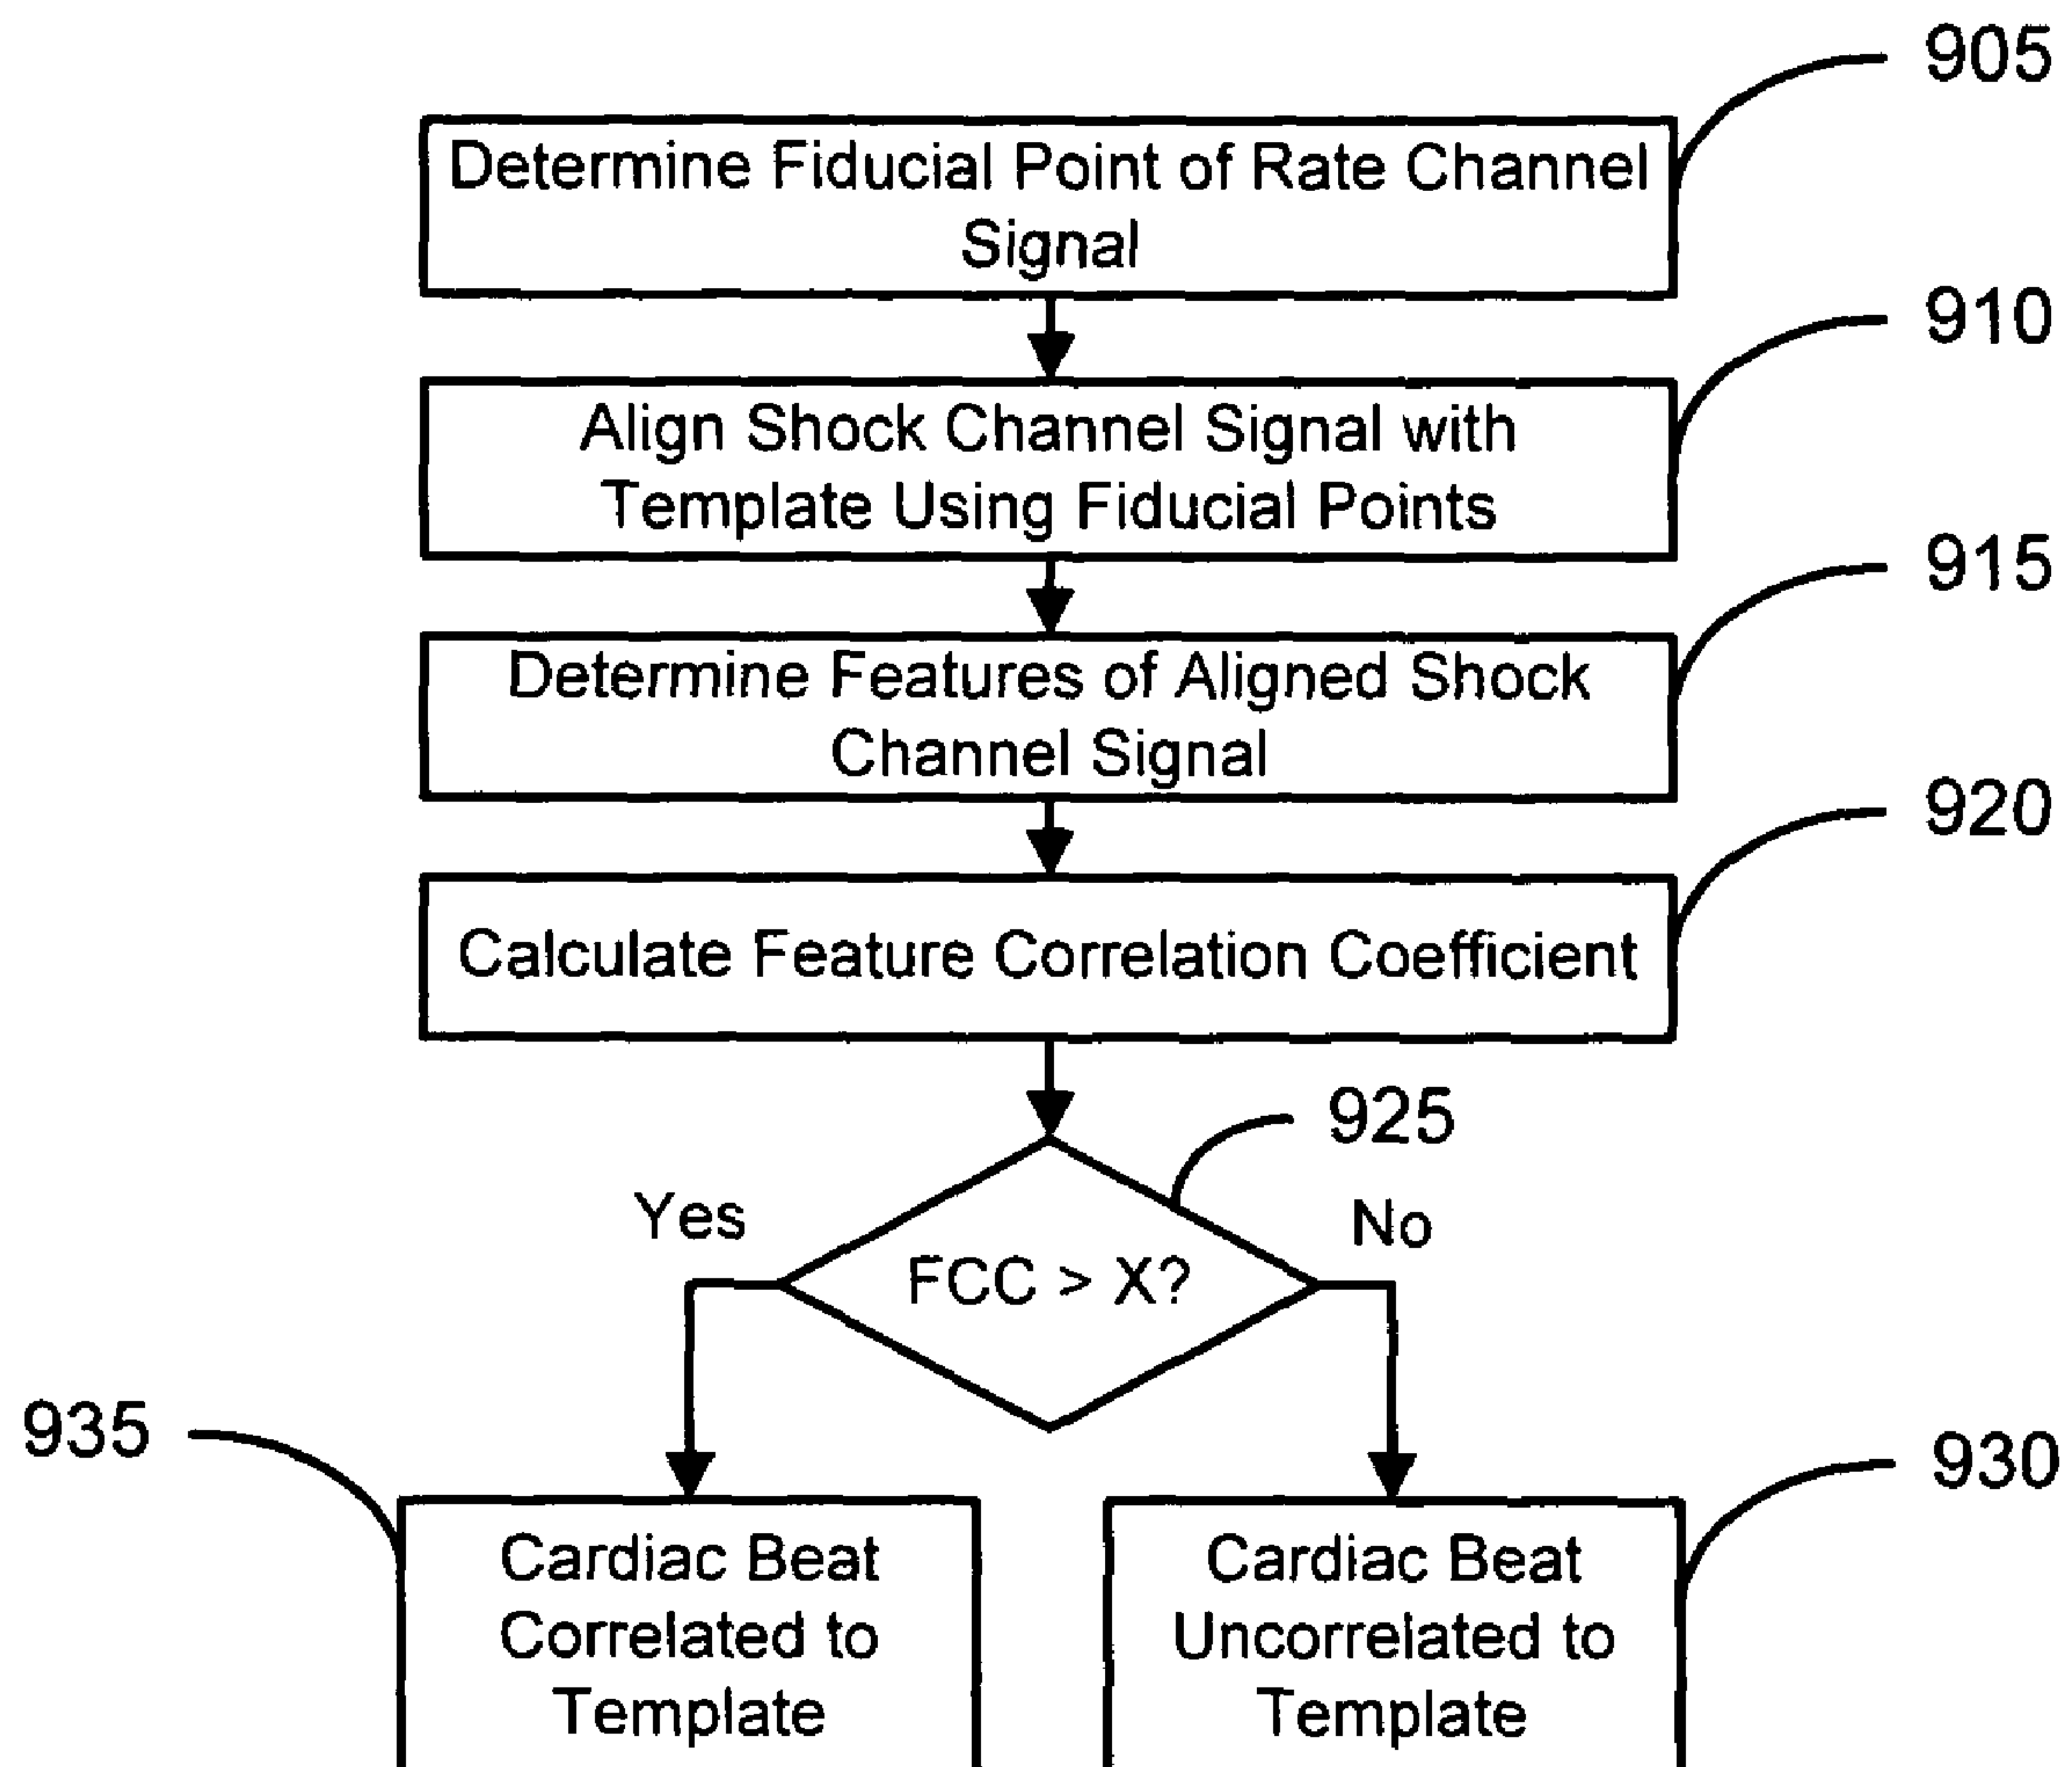 905
Determine Fiducial Point of Rate Channel
Signal
910
Align Shock Channel Signal with
Template Using Fiducial Points
915
Determine Features of Aligned Shock
Channel Signal
920
Calculate Feature Correlation Coefficient
925
Yes
No
FCC > X?
935
930
Cardiac Beat
Correlated to
Template
Cardiac Beat
Uncorrelated to
Template